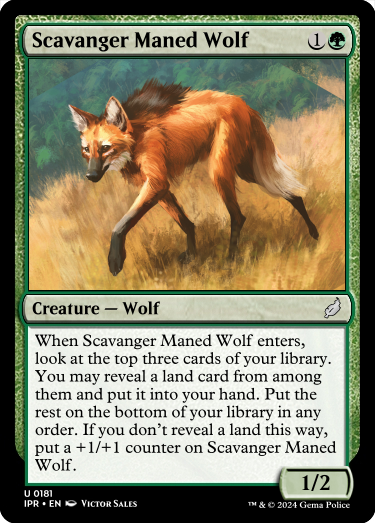 Scavanger Maned Wolf 1
Creature — Wolf
When Scavanger Maned Wolf enters,
look at the top three cards of your library.
You may reveal a land card from among
them and put it into your hand. Put the
rest on the bottom of your library in any
order. If you don't reveal a land this way,
put a +1/+1 counter on Scavanger Maned
Wolf.
1/2
U 0181
IPR • EN VICTOR SALES
™ & © 2024 Gema Police